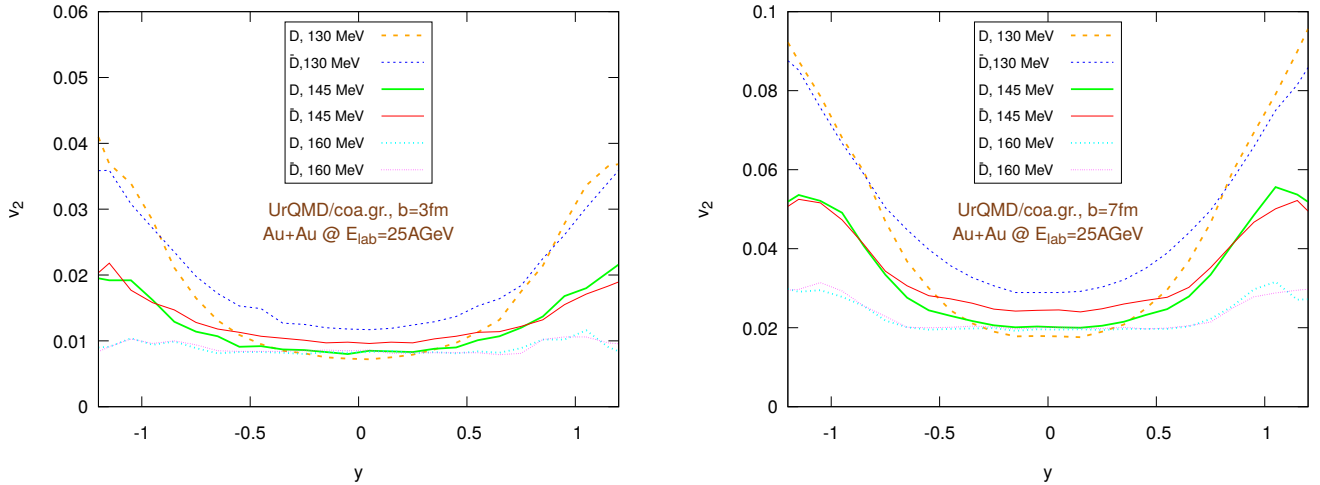 0.06
0.05
0.04
0.03
0.02
0.01
0
-1
-0.5
0
0.5
1
v2
y
D, 130 MeV
D̄,130 MeV
D, 145 MeV
D̄, 145 MeV
D, 160 MeV
D̄, 160 MeV
UrQMD/coa.gr., b=3fm
Au+Au @ Elab=25AGeV
0.1
0.08
0.06
0.04
0.02
0
-1
-0.5
0
0.5
1
v2
y
D, 130 MeV
D̄,130 MeV
D, 145 MeV
D̄, 145 MeV
D, 160 MeV
D̄, 160 MeV
UrQMD/coa.gr., b=7fm
Au+Au @ Elab=25AGeV